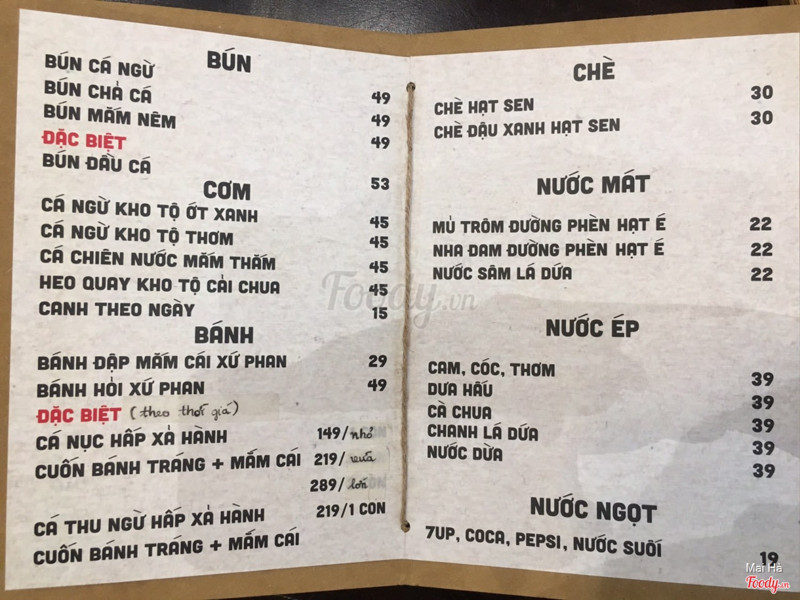 BÚN
BÚN CÁ NGỪ 49
BÚN CHẢ CÁ 49
BÚN MẮM NÊM 49
ĐẶC BIỆT
BÚN ĐẦU CÁ 53
CƠM
CÁ NGỪ KHO TỘ ỚT XANH 45
CÁ NGỪ KHO TỘ THƠM 45
CÁ CHIÊN NƯỚC MẮM THẤM 45
HEO QUAY KHO TỘ CẢI CHUA 45
CANH THEO NGÀY 15
BÁNH
BÁNH ĐẬP MẮM CÁI XỨ PHAN 29
BÁNH HỎI XỨ PHAN 49
ĐẶC BIỆT (theo thời giá)
CÁ NỤC HẤP XẢ HÀNH 149/nhỏ
CUỐN BÁNH TRÁNG + MẮM CÁI 219/vừa
289/lớn
CÁ THU NGỪ HẤP XẢ HÀNH 219/1 CON
CUỐN BÁNH TRÁNG + MẮM CÁI
CHÈ
CHÈ HẠT SEN 30
CHÈ ĐẬU XANH HẠT SEN 30
NƯỚC MÁT
MỦ TRÔM ĐƯỜNG PHÈN HẠT É 22
NHA ĐAM ĐƯỜNG PHÈN HẠT É 22
NƯỚC SÂM LÁ DỨA 22
NƯỚC ÉP
CAM, CÓC, THƠM 39
DƯA HẤU 39
CÀ CHUA 39
CHANH LÁ DỨA 39
NƯỚC DỪA 39
NƯỚC NGỌT
7UP, COCA, PEPSI, NƯỚC SUỐI 19
Foody.vn
Mai Hà
Foody.vn